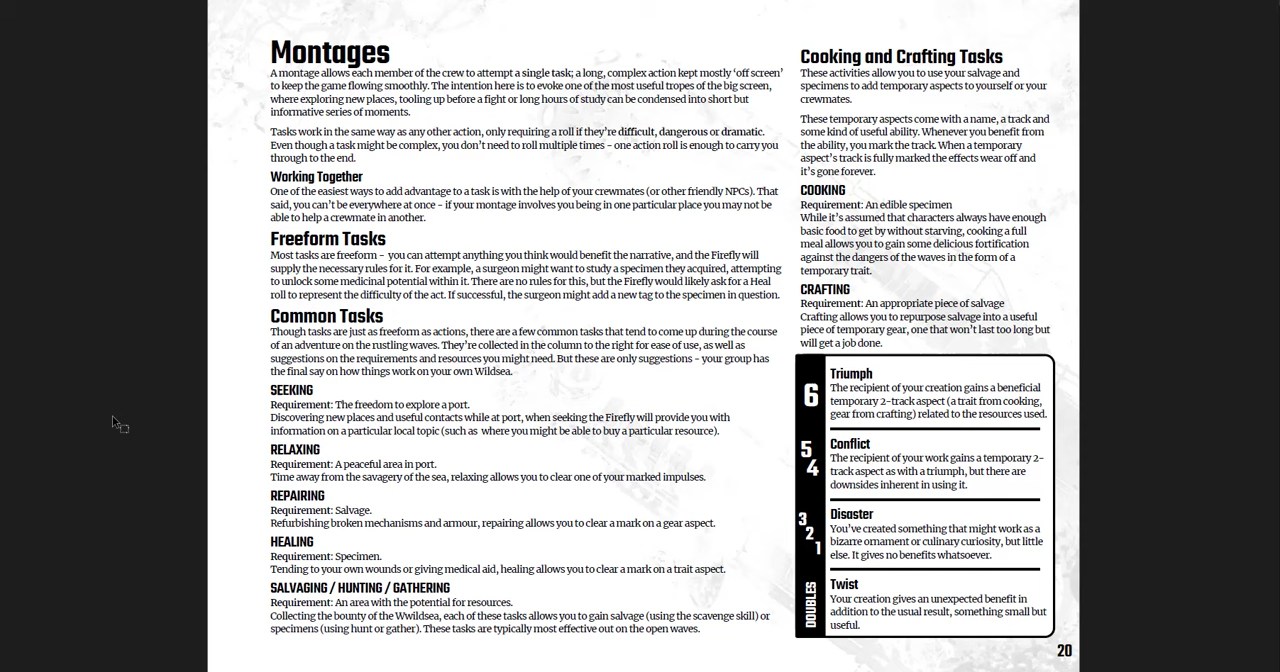 Montages
A montage allows each member of the crew to attempt a single task; a long, complex action kept mostly ‘off screen’
to keep the game flowing smoothly. The intention here is to evoke one of the most useful tropes of the big screen,
where exploring new places, tooling up before a fight or long hours of study can be condensed into short but
informative series of moments.
Tasks work in the same way as any other action, only requiring a roll if they’re difficult, dangerous or dramatic.
Even though a task might be complex, you don’t need to roll multiple times - one action roll is enough to carry you
through to the end.
Working Together
One of the easiest ways to add advantage to a task is with the help of your crewmates (or other friendly NPCs). That
said, you can’t be everywhere at once - if your montage involves you being in one particular place you may not be
able to help a crewmate in another.
Freeform Tasks
Most tasks are freeform - you can attempt anything you think would benefit the narrative, and the Firefly will
supply the necessary rules for it. For example, a surgeon might want to study a specimen they acquired, attempting
to unlock some medicinal potential within it. There are no rules for this, but the Firefly would likely ask for a Heal
roll to represent the difficulty of the act. If successful, the surgeon might add a new tag to the specimen in question.
Common Tasks
Though tasks are just as freeform as actions, there are a few common tasks that tend to come up during the course
of an adventure on the rustling waves. They’re collected in the column to the right for ease of use, as well as
suggestions on the requirements and resources you might need. But these are only suggestions - your group has
the final say on how things work on your own Wildsea.
SEEKING
Requirement: The freedom to explore a port.
Discovering new places and useful contacts while at port, when seeking the Firefly will provide you with
information on a particular local topic (such as where you might be able to buy a particular resource).
RELAXING
Requirement: A peaceful area in port.
Time away from the savagery of the sea, relaxing allows you to clear one of your marked impulses.
REPAIRING
Requirement: Salvage.
Refurbishing broken mechanisms and armour, repairing allows you to clear a mark on a gear aspect.
HEALING
Requirement: Specimen.
Tending to your own wounds or giving medical aid, healing allows you to clear a mark on a trait aspect.
SALVAGING / HUNTING / GATHERING
Requirement: An area with the potential for resources.
Collecting the bounty of the Wwildsea, each of these tasks allows you to gain salvage (using the scavenge skill) or
specimens (using hunt or gather). These tasks are typically most effective out on the open waves.
Cooking and Crafting Tasks
These activities allow you to use your salvage and
specimens to add temporary aspects to yourself or your
crewmates.
These temporary aspects come with a name, a track and
some kind of useful ability. Whenever you benefit from
the ability, you mark the track. When a temporary
aspect’s track is fully marked the effects wear off and
it’s gone forever.
COOKING
Requirement: An edible specimen
While it’s assumed that characters always have enough
basic food to get by without starving, cooking a full
meal allows you to gain some delicious fortification
against the dangers of the waves in the form of a
temporary trait.
CRAFTING
Requirement: An appropriate piece of salvage
Crafting allows you to repurpose salvage into a useful
piece of temporary gear, one that won’t last too long but
will get a job done.
6
Triumph
The recipient of your creation gains a beneficial
temporary 2-track aspect (a trait from cooking,
gear from crafting) related to the resources used.
5
4
Conflict
The recipient of your work gains a temporary 2-
track aspect as with a triumph, but there are
downsides inherent in using it.
3
2
1
Disaster
You’ve created something that might work as a
bizarre ornament or culinary curiosity, but little
else. It gives no benefits whatsoever.
DOUBLES
Twist
Your creation gives an unexpected benefit in
addition to the usual result, something small but
useful.
20